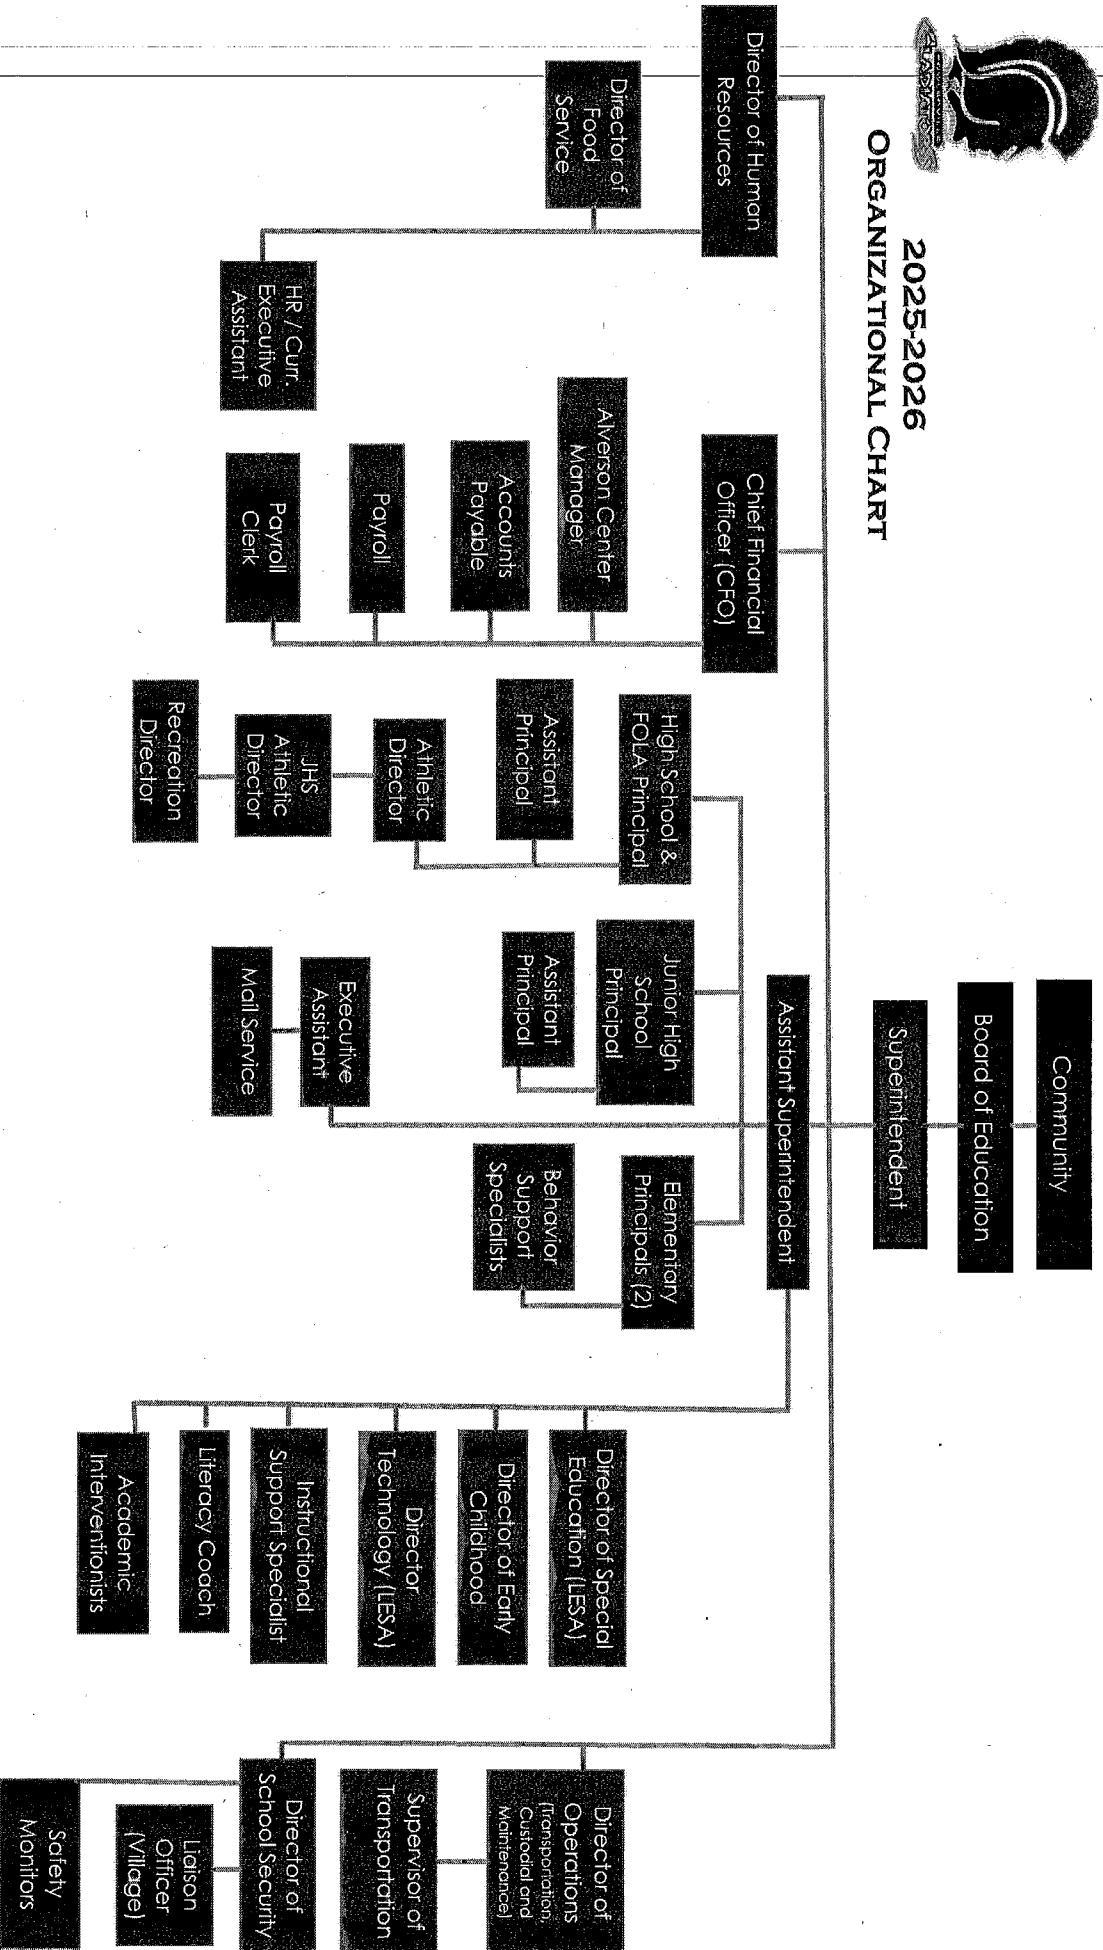 GLADIATORS
2025-2026
ORGANIZATIONAL CHART
Community
Board of Education
Superintendent
Assistant Superintendent
Director of Human
Resources
Director of
Food
Service
HR / Curr.
Executive
Assistant
Chief Financial
Officer (CFO)
Alverson Center
Manager
Accounts
Payable
Payroll
Payroll
Clerk
High School &
FOLA Principal
Assistant
Principal
Athletic
Director
JHS
Athletic
Director
Recreation
Director
Junior High
School
Principal
Assistant
Principal
Executive
Assistant
Mail Service
Elementary
Principals (2)
Behavior
Support
Specialists
Director of Special
Education (LESA)
Director of Early
Childhood
Director
Technology (LESA)
Instructional
Support Specialist
Literacy Coach
Academic
Interventionists
Director of
Operations
(Transportation,
Custodial and
Maintenance)
Supervisor of
Transportation
Director of
School Security
Liaison
Officer
(Village)
Safety
Monitors